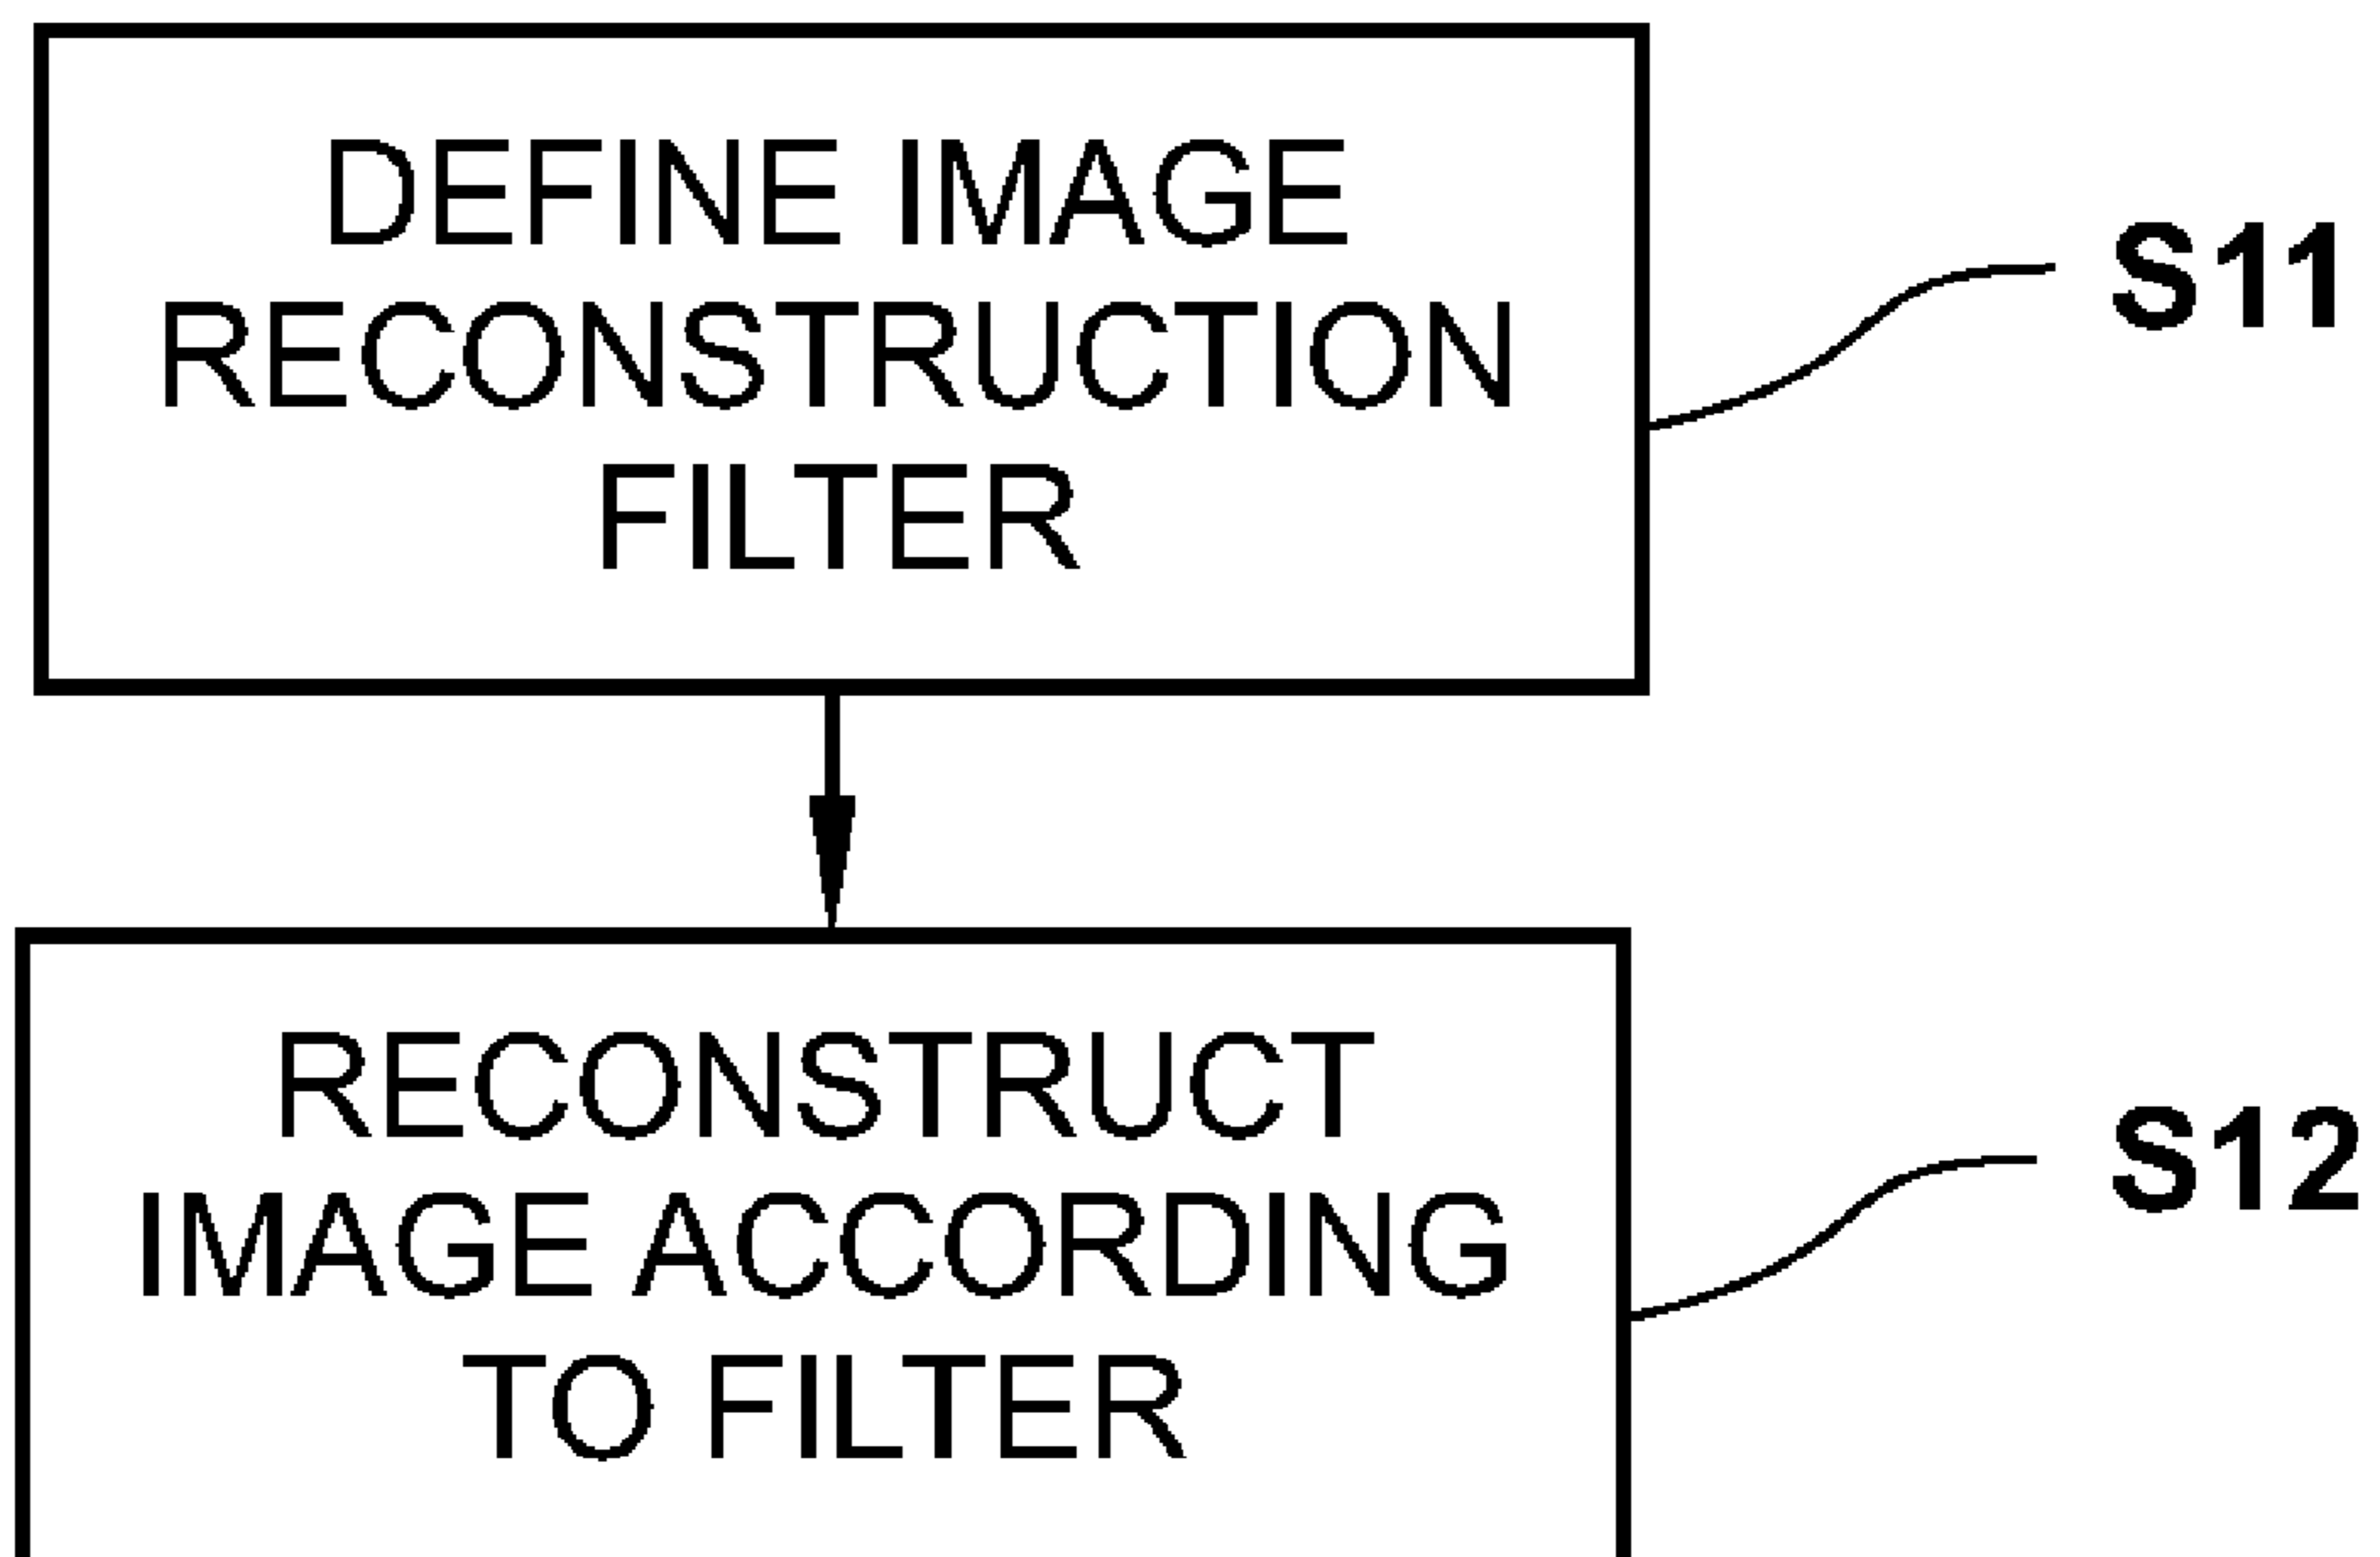 DEFINE IMAGE
RECONSTRUCTION
FILTER
S11
RECONSTRUCT
IMAGE ACCORDING
TO FILTER
S12